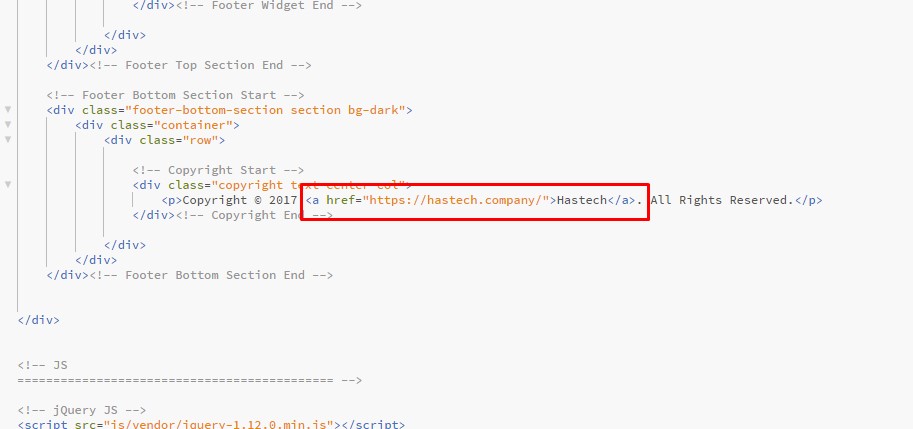 </div><!-- Footer Widget End -->
</div>
</div>
</div><!-- Footer Top Section End -->
<!-- Footer Bottom Section Start -->
<div class="footer-bottom-section section bg-dark">
<div class="container">
<div class="row">
<!-- Copyright Start -->
<div class="copyright text-center col">
<p>Copyright © 2017 <a href="https://hastech.company/">Hastech</a>. All Rights Reserved.</p>
</div><!-- Copyright End -->
</div>
</div>
</div><!-- Footer Bottom Section End -->
</div>
<!-- JS
============================================ -->
<!-- jQuery JS -->
<script src="js/vendor/jquery-1.12.0.min.js"></script>